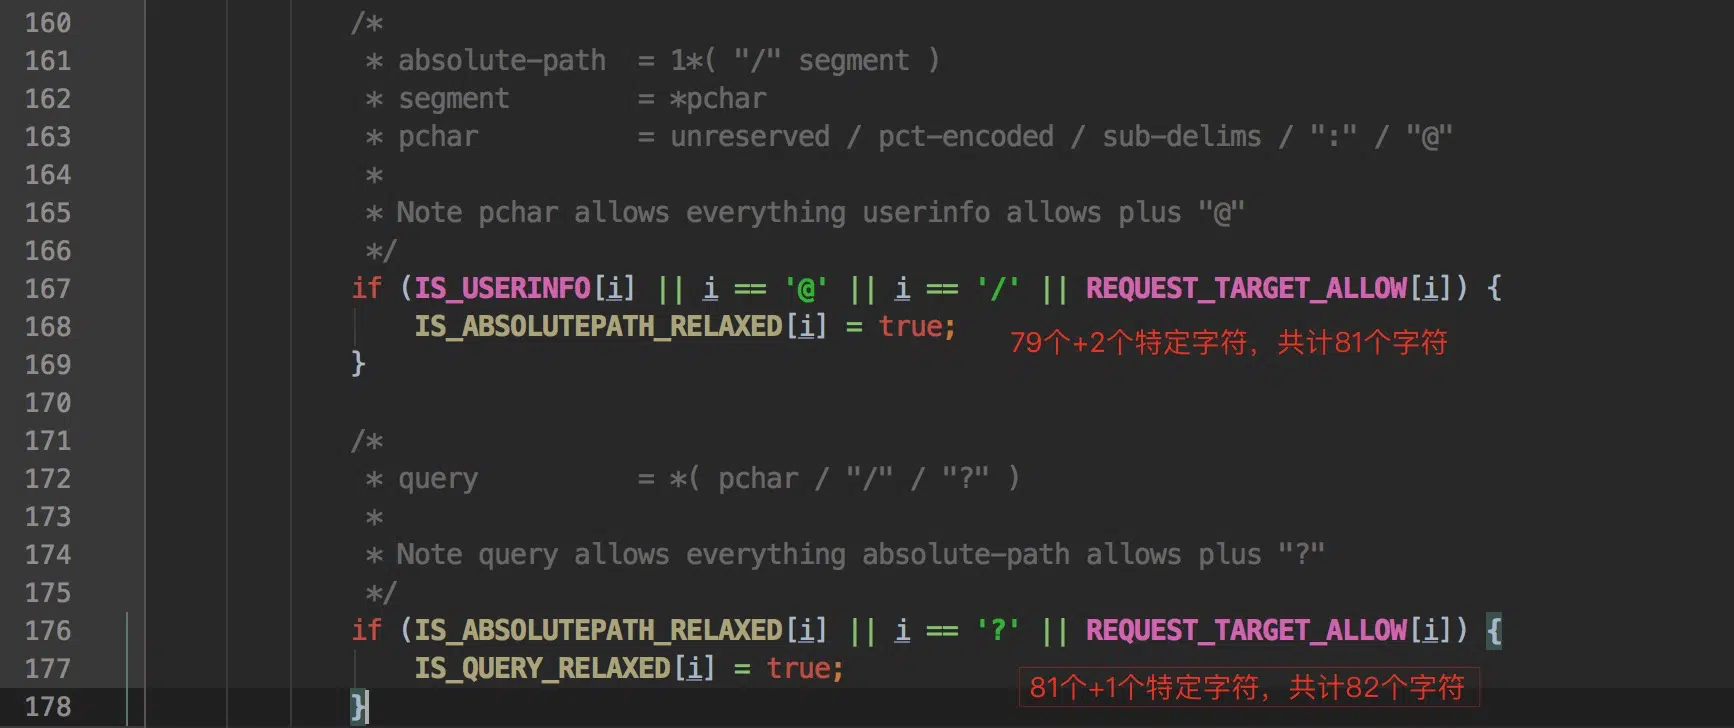 160 /*
161 * absolute-path = 1*( "/" segment )
162 * segment = *pchar
163 * pchar = unreserved / pct-encoded / sub-delims / ":" / "@"
164 *
165 * Note pchar allows everything userinfo allows plus "@"
166 */
167 if (IS_USERINFO[i] || i == '@' || i == '/' || REQUEST_TARGET_ALLOW[i]) {
168 IS_ABSOLUTEPATH_RELAXED[i] = true;
79个+2个特定字符，共计81个字符
169 }
170
171 /*
172 * query = *( pchar / "/" / "?" )
173 *
174 * Note query allows everything absolute-path allows plus "?"
175 */
176 if (IS_ABSOLUTEPATH_RELAXED[i] || i == '?' || REQUEST_TARGET_ALLOW[i]) {
177 IS_QUERY_RELAXED[i] = true;
81个+1个特定字符，共计82个字符
178 }